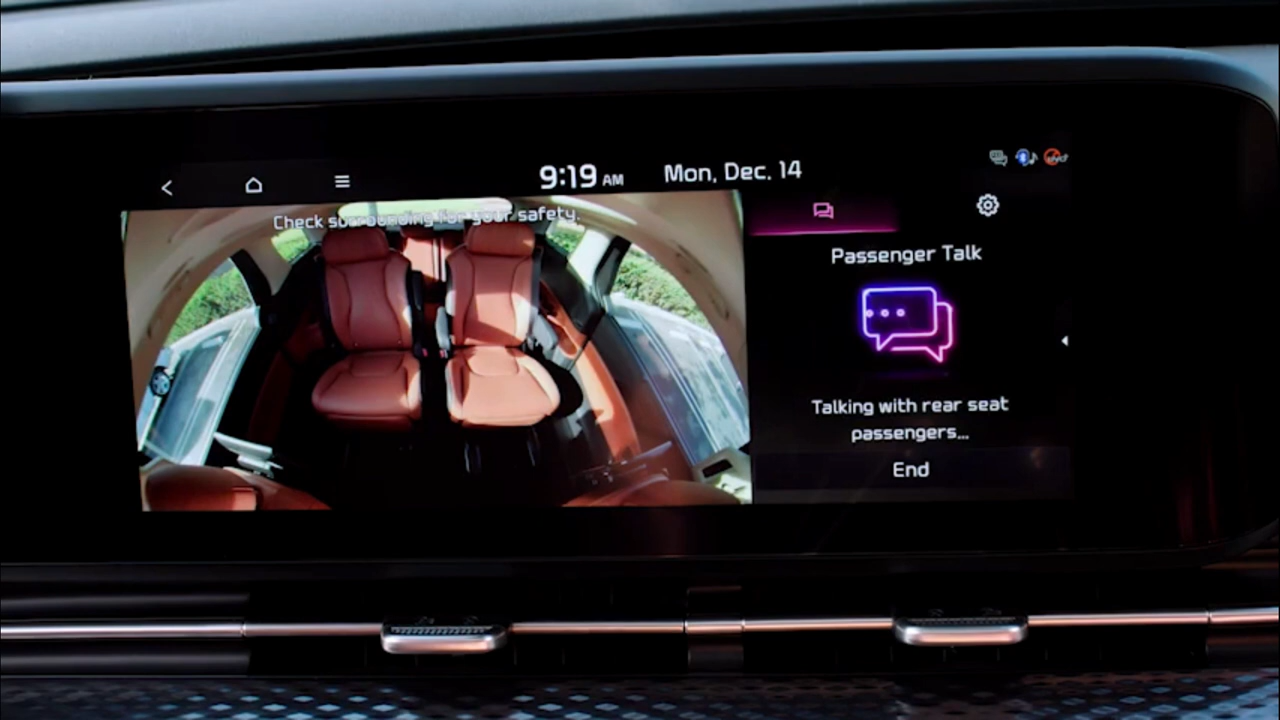 9:19 AM Mon, Dec. 14
Check surrounding for your safety.
Passenger Talk
Talking with rear seat
passengers...
End